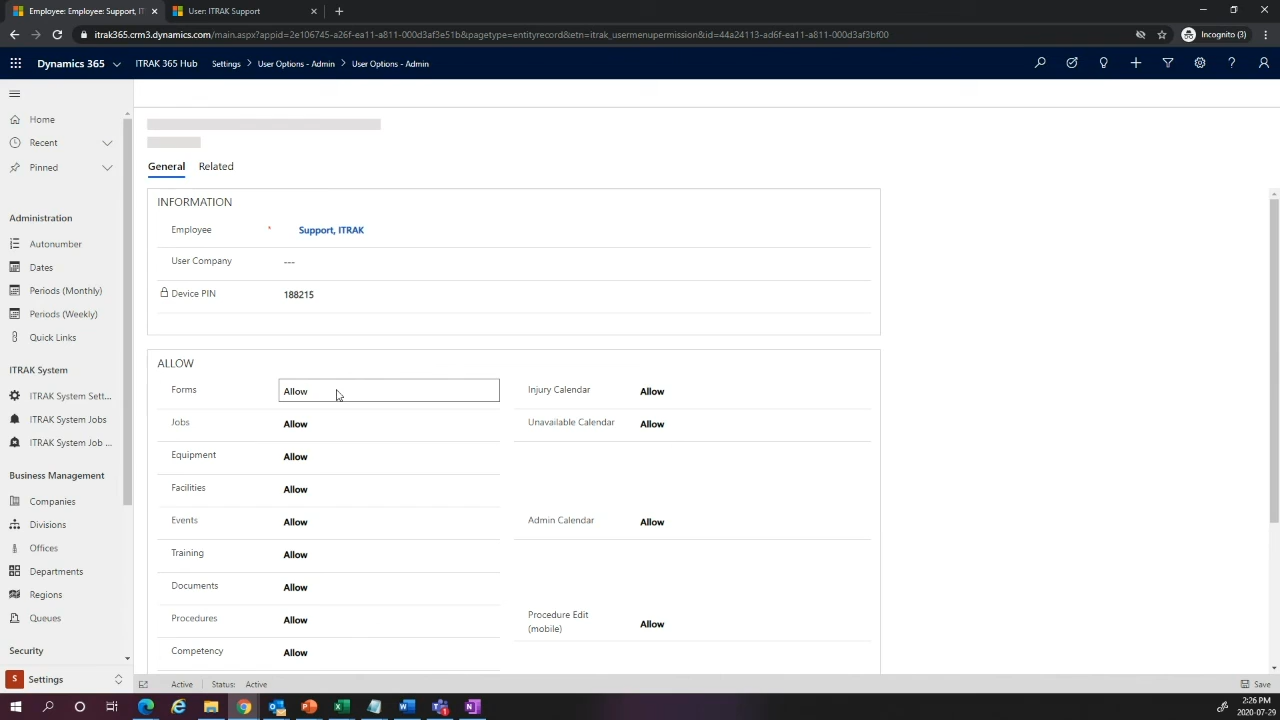 Employee: Employee: Support, IT
User: ITRAK Support
itrak365.crm3.dynamics.com/main.aspx?appid=2e106745-a26f-ea11-a811-000d3af3e51b&pagetype=entityrecord&etn=itrak_usermenupermission&id=44a24113-ad6f-ea11-a811-000d3af3bf00
Incognito (3)
Dynamics 365
ITRAK 365 Hub
Settings > User Options - Admin > User Options - Admin
Home
Recent
Pinned
Administration
Autonumber
Dates
Periods (Monthly)
Periods (Weekly)
Quick Links
ITRAK System
ITRAK System Sett...
ITRAK System Jobs
ITRAK System Job ...
Business Management
Companies
Divisions
Offices
Departments
Regions
Queues
Security
S Settings
General Related
INFORMATION
Employee * Support, ITRAK
User Company ---
Device PIN 188215
ALLOW
Forms Allow Injury Calendar Allow
Jobs Allow Unavailable Calendar Allow
Equipment Allow
Facilities Allow
Events Allow Admin Calendar Allow
Training Allow
Documents Allow
Procedures Allow Procedure Edit (mobile) Allow
Competency Allow
Active Status: Active Save
2:26 PM
2020-07-29